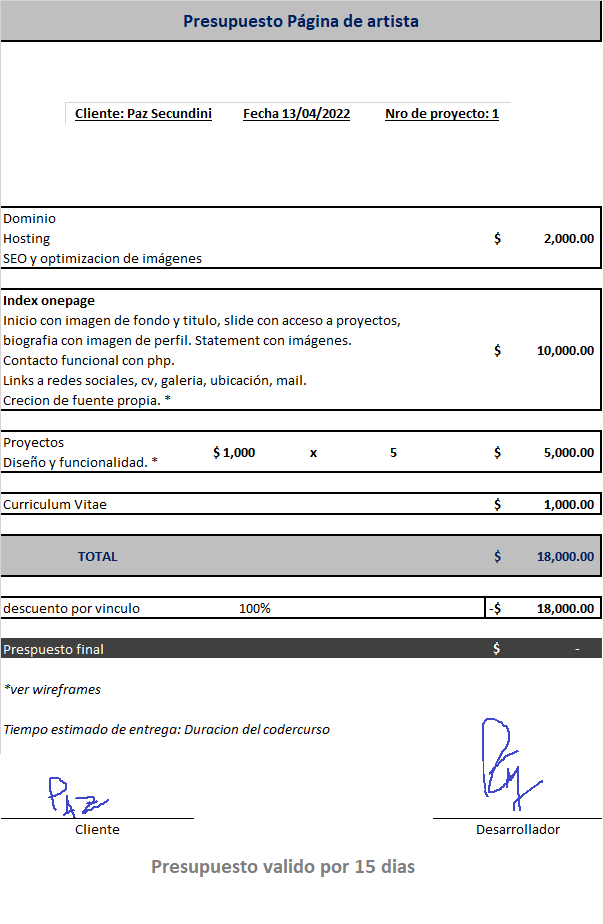 Presupuesto Página de artista
Cliente: Paz Secundini Fecha 13/04/2022 Nro de proyecto: 1
Dominio
Hosting $ 2,000.00
SEO y optimizacion de imágenes
Index onepage
Inicio con imagen de fondo y titulo, slide con acceso a proyectos,
biografia con imagen de perfil. Statement con imágenes.
$ 10,000.00
Contacto funcional con php.
Links a redes sociales, cv, galeria, ubicación, mail.
Crecion de fuente propia. *
Proyectos
$ 1,000 x 5 $ 5,000.00
Diseño y funcionalidad. *
Curriculum Vitae $ 1,000.00
TOTAL $ 18,000.00
descuento por vinculo 100% -$ 18,000.00
Prespuesto final $ -
*ver wireframes
Tiempo estimado de entrega: Duracion del codercurso
PAZ
Cliente Desarrollador
Presupuesto valido por 15 dias